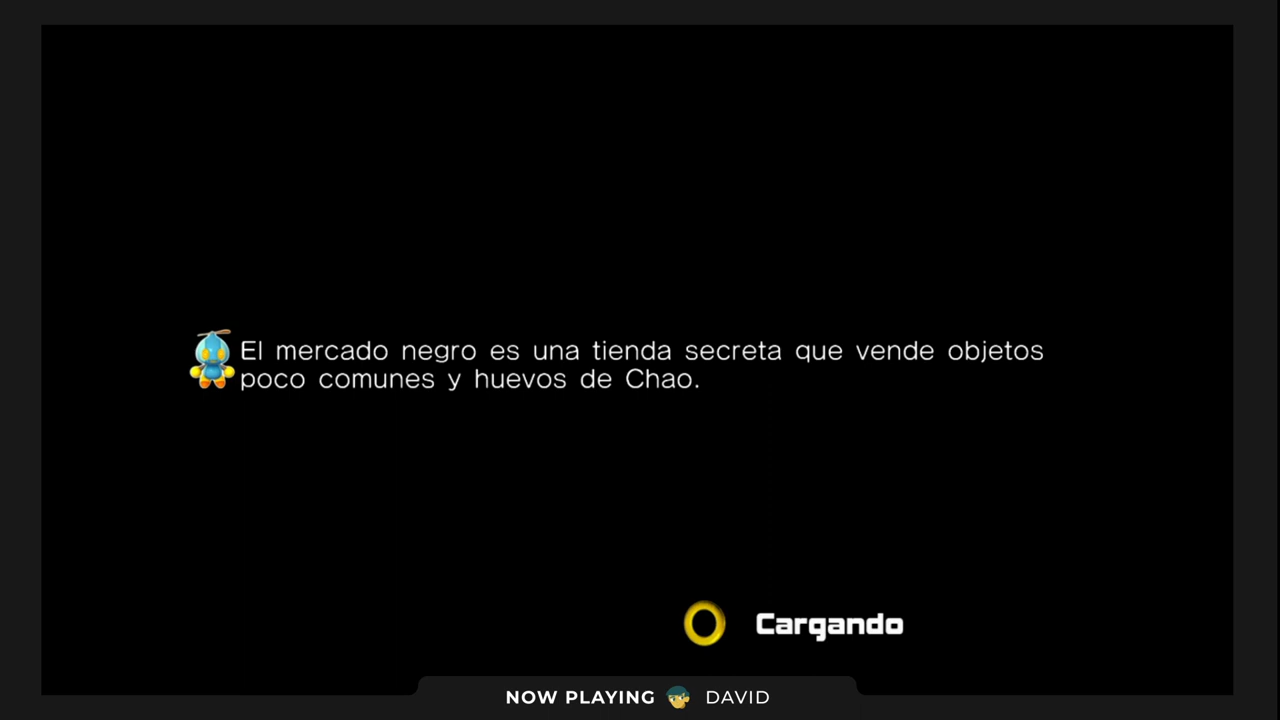 El mercado negro es una tienda secreta que vende objetos
poco comunes y huevos de Chao.
Cargando
NOW PLAYING DAVID